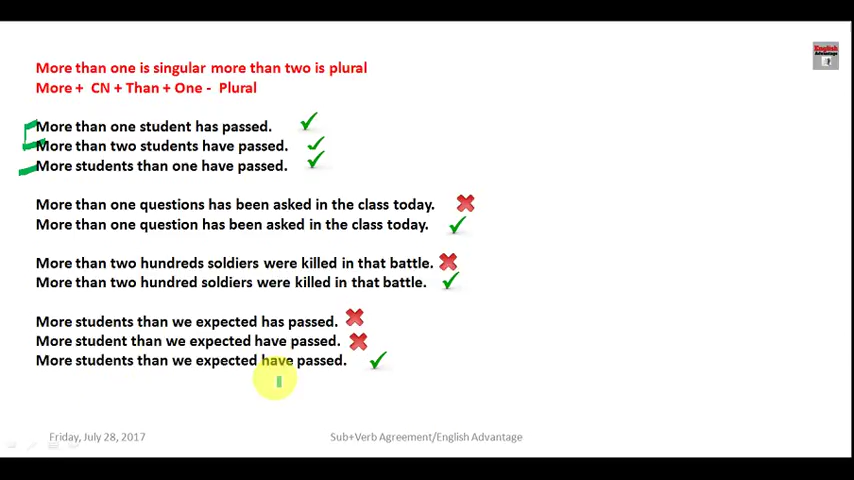 English
Advantage
More than one is singular more than two is plural
More + CN + Than + One - Plural
More than one student has passed.
More than two students have passed.
More students than one have passed.
More than one questions has been asked in the class today.
More than one question has been asked in the class today.
More than two hundreds soldiers were killed in that battle.
More than two hundred soldiers were killed in that battle.
More students than we expected has passed.
More student than we expected have passed.
More students than we expected have passed.
Friday, July 28, 2017
Sub+Verb Agreement/English Advantage